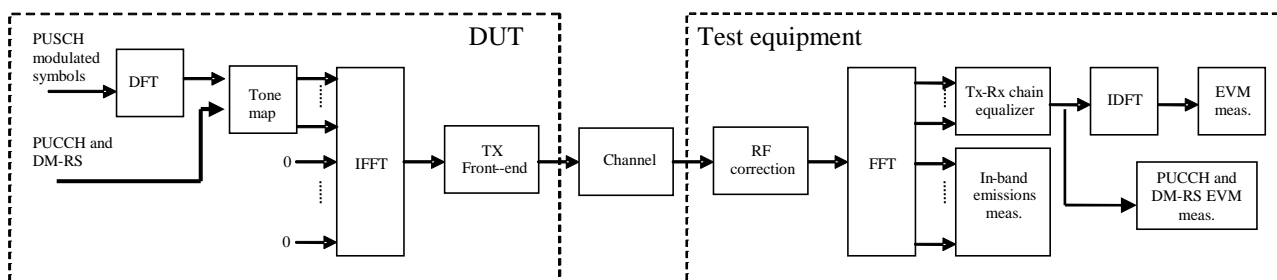 DUT
Test equipment
PUSCH
modulated
symbols
DFT
Tone
map
PUCCH and
DM-RS
0
0
IFFT
TX
Front--end
Channel
RF
correction
FFT
Tx-Rx chain
equalizer
In-band
emissions
meas.
IDFT
EVM
meas.
PUCCH and
DM-RS EVM
meas.